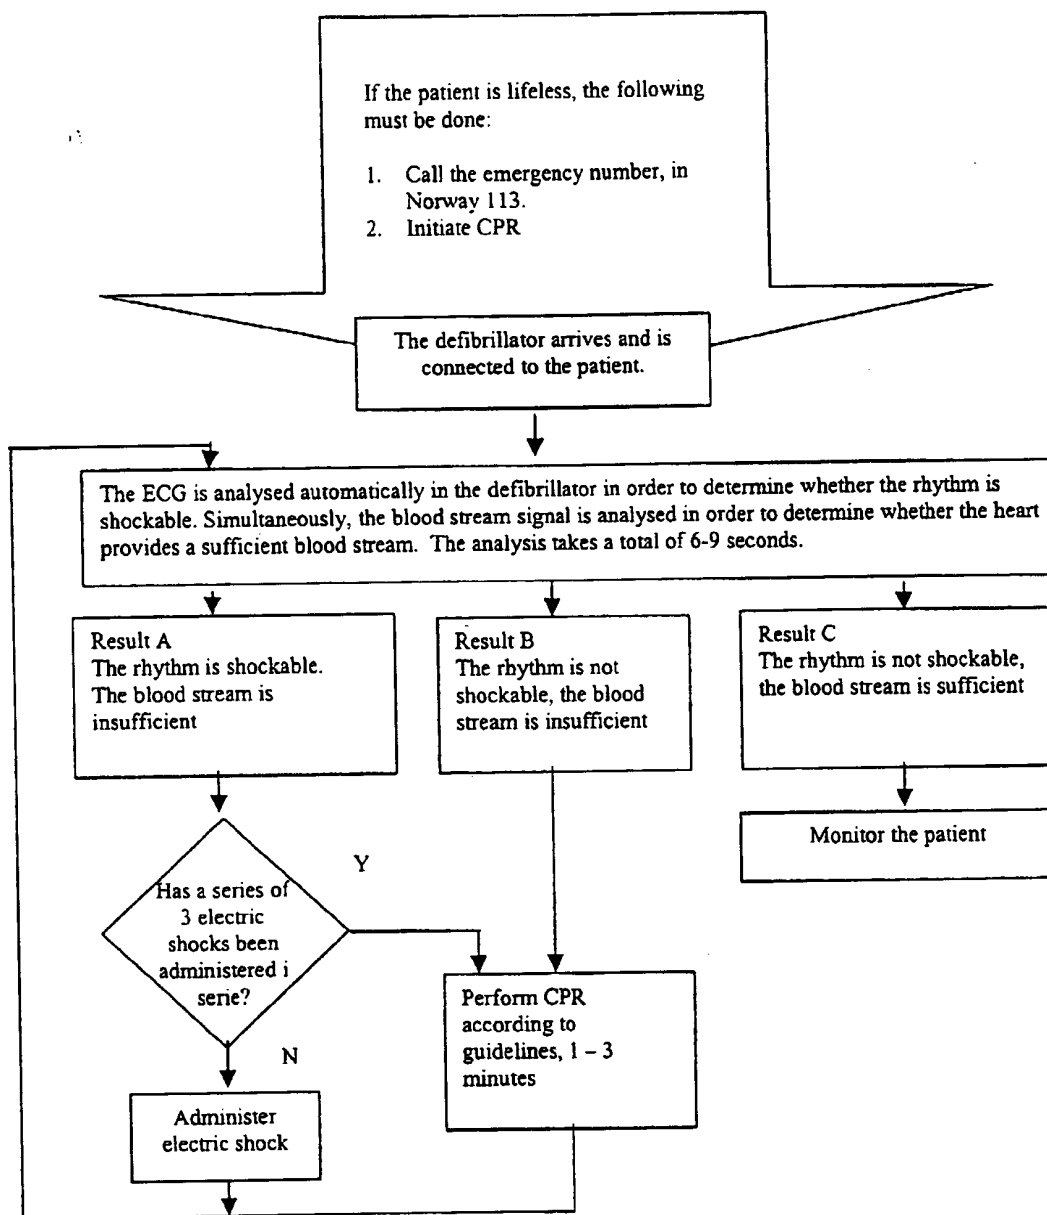 If the patient is lifeless, the following
must be done:
1. Call the emergency number, in
Norway 113.
2. Initiate CPR
The defibrillator arrives and is
connected to the patient.
The ECG is analysed automatically in the defibrillator in order to determine whether the rhythm is
shockable. Simultaneously, the blood stream signal is analysed in order to determine whether the heart
provides a sufficient blood stream. The analysis takes a total of 6-9 seconds.
Result A
The rhythm is shockable.
The blood stream is
insufficient
Result B
The rhythm is not
shockable, the blood
stream is insufficient
Result C
The rhythm is not shockable,
the blood stream is sufficient
Monitor the patient
Has a series of
3 electric
shocks been
administered i
serie?
Y
N
Perform CPR
according to
guidelines, 1 – 3
minutes
Administer
electric shock